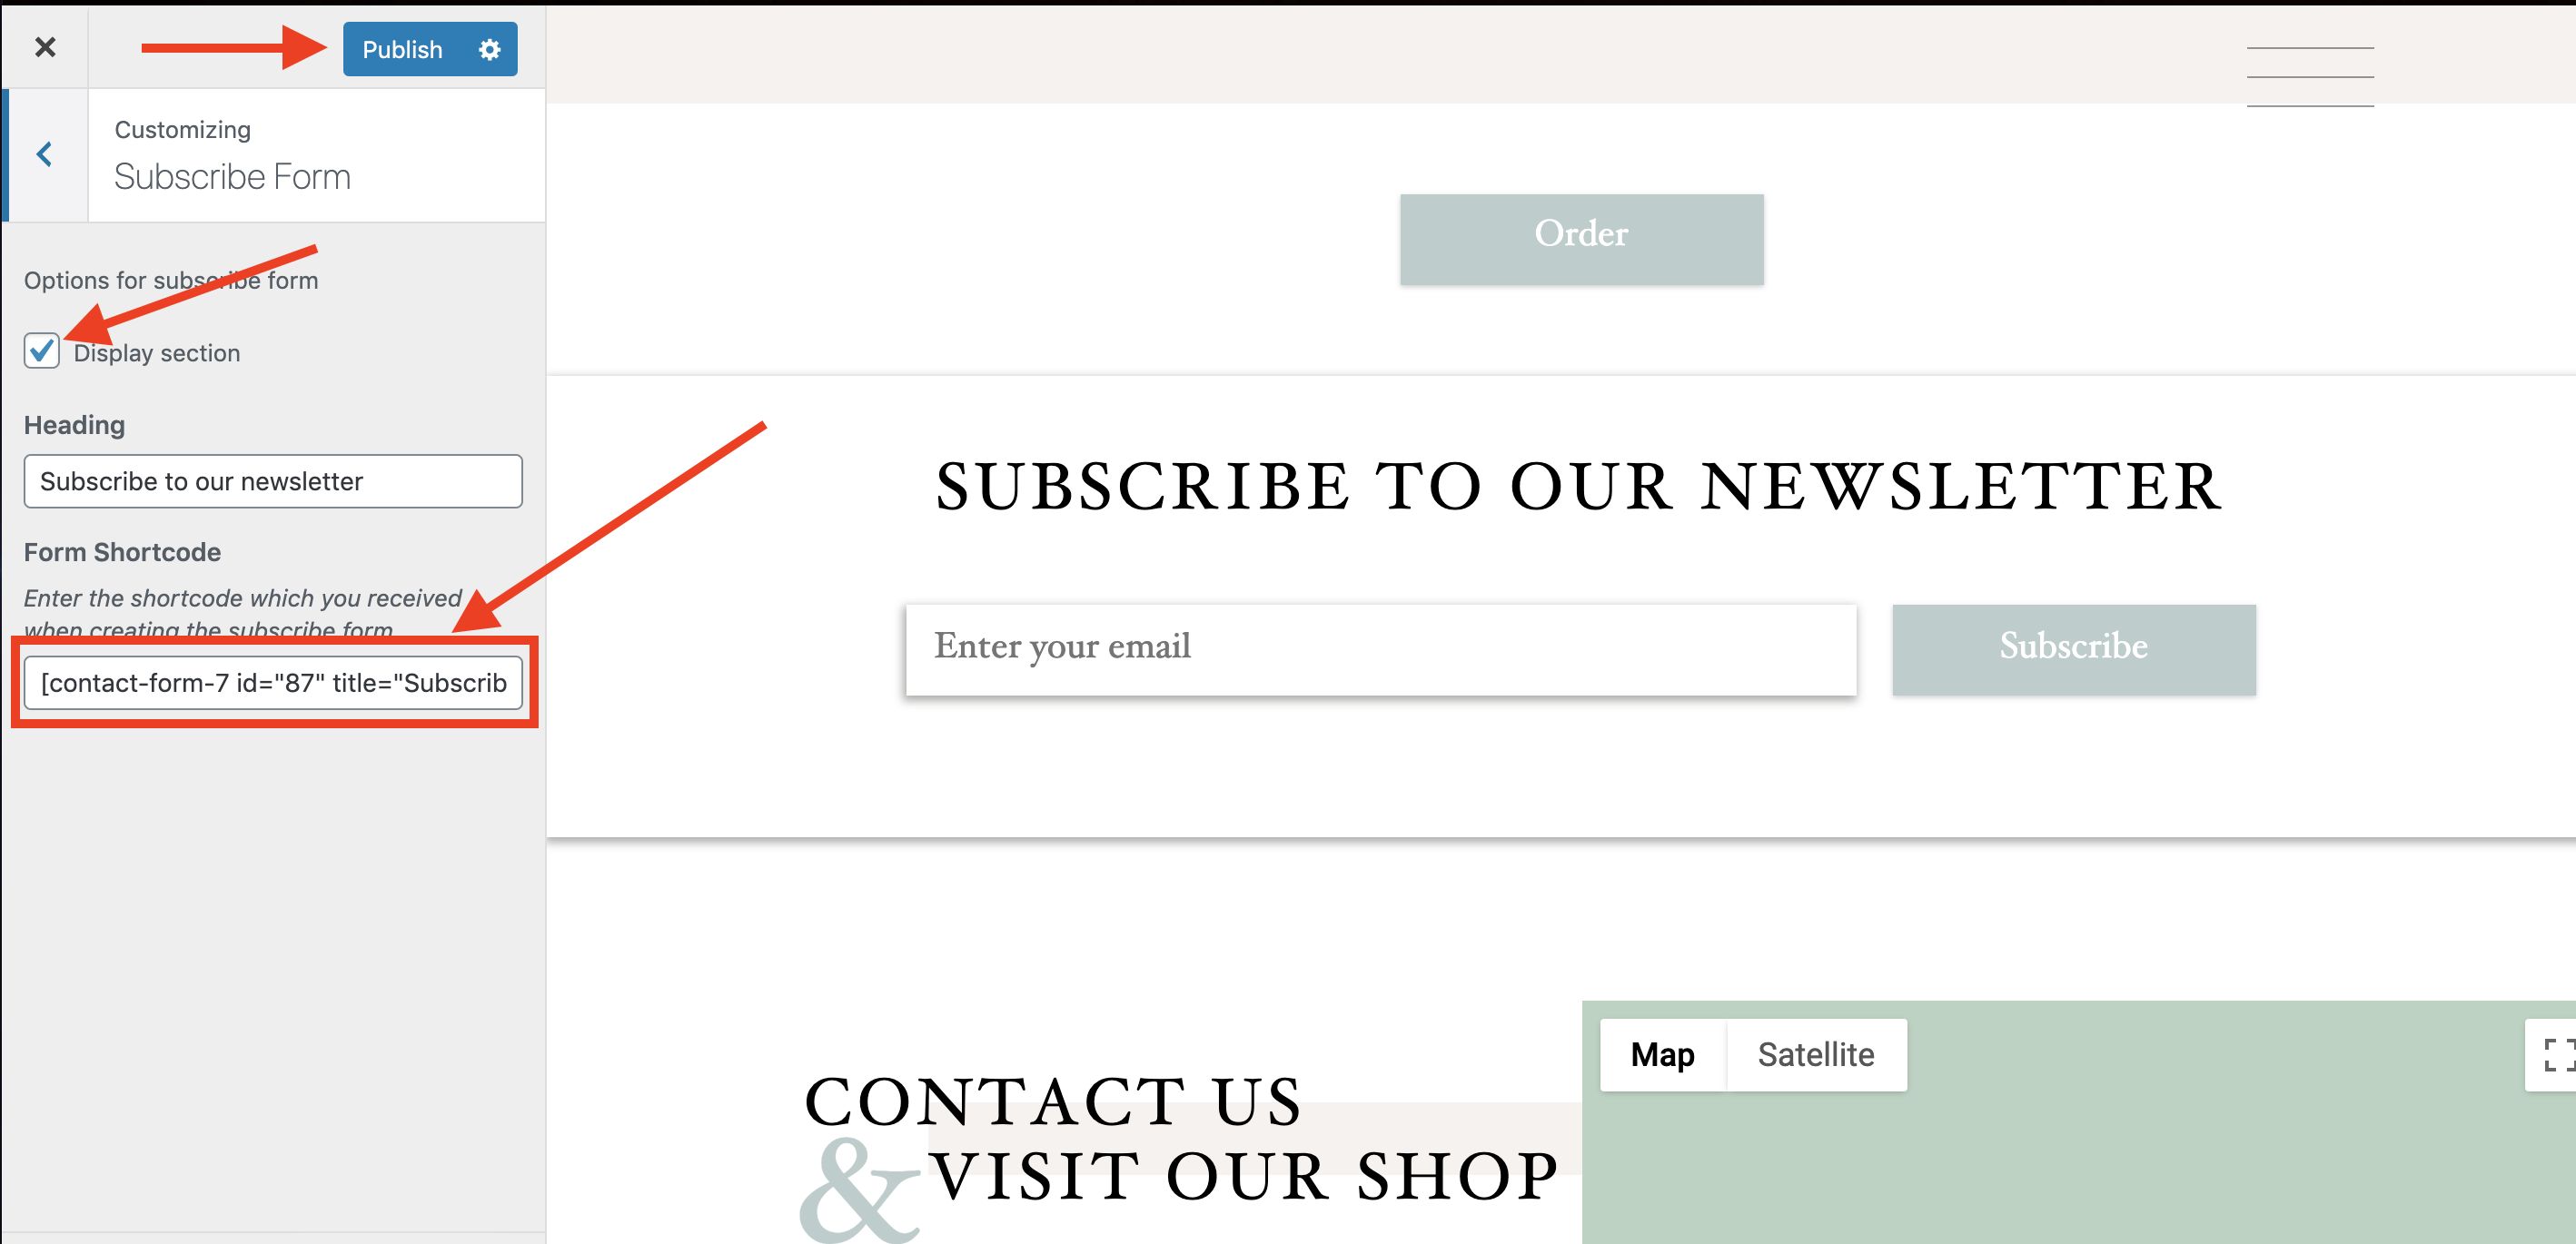 Publish
Customizing
Subscribe Form
Options for subscribe form
Display section
Heading
Subscribe to our newsletter
Form Shortcode
Enter the shortcode which you received
when creating the subscribe form
[contact-form-7 id="87" title="Subscrib
Order
SUBSCRIBE TO OUR NEWSLETTER
Enter your email
Subscribe
CONTACT US
& VISIT OUR SHOP
Map
Satellite